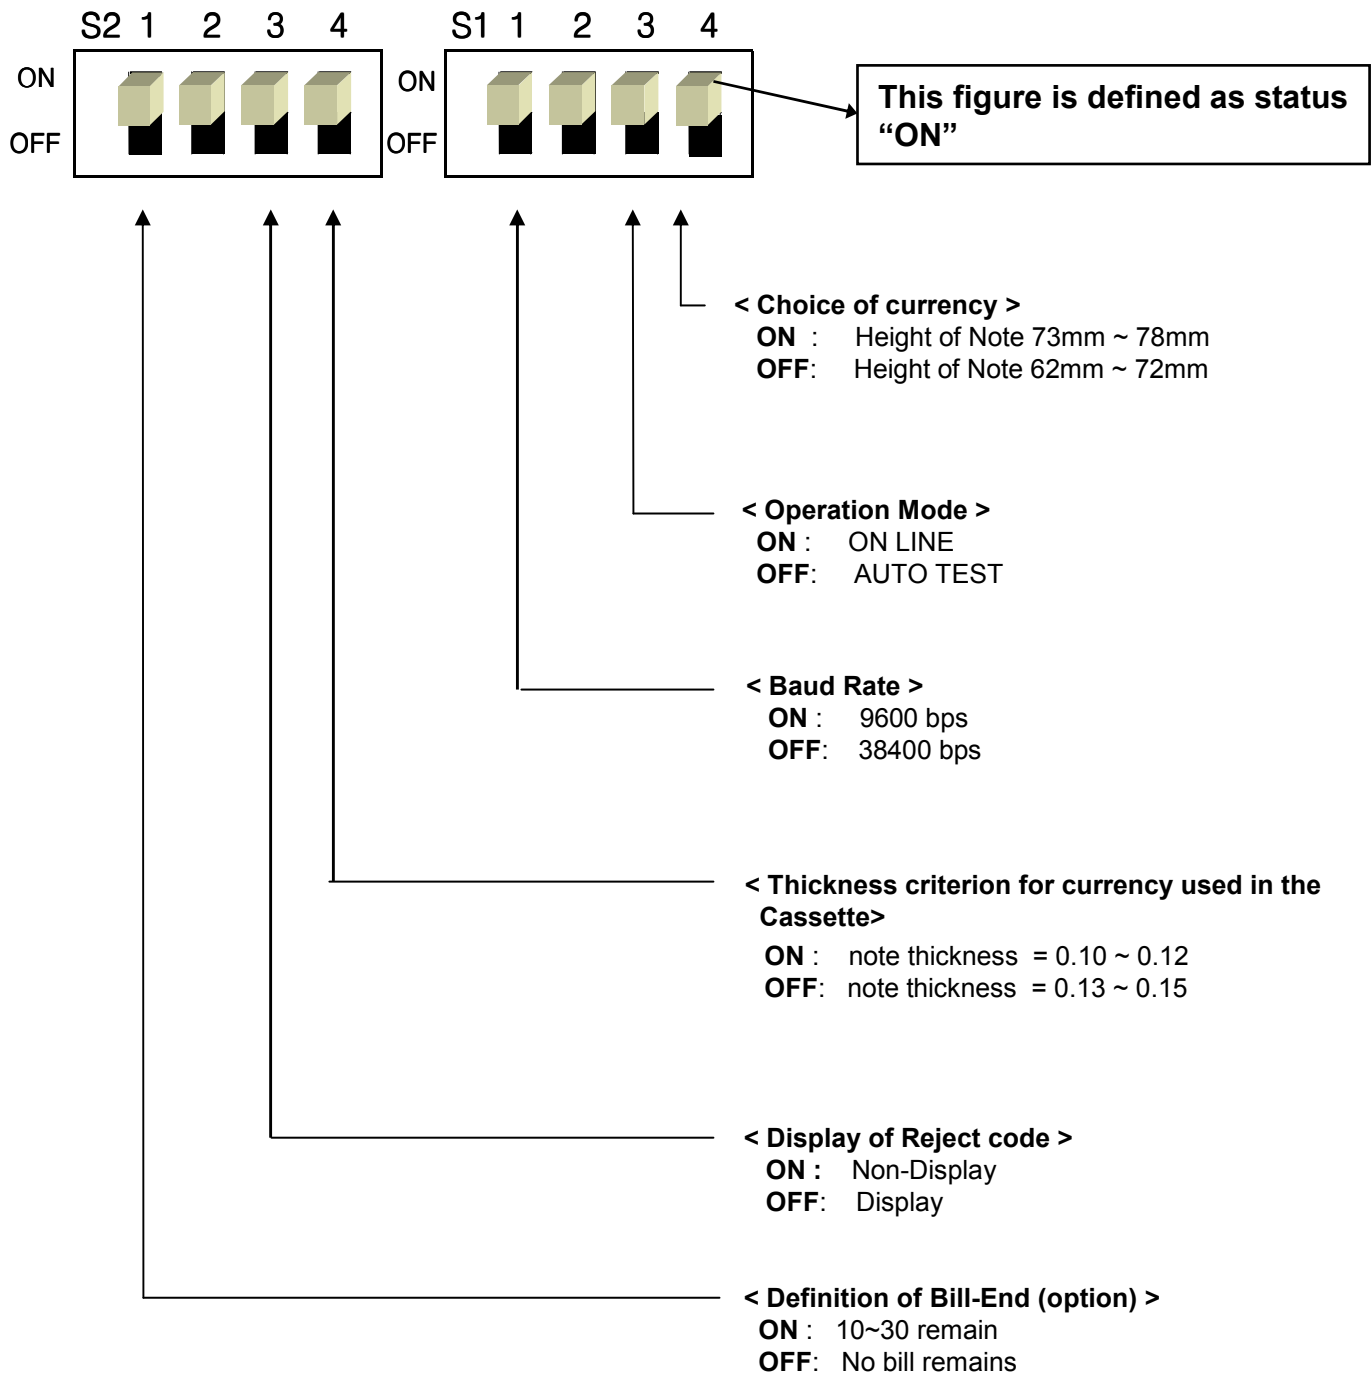 S2 1 2 3 4 S1 1 2 3 4
ON ON
OFF OFF
This figure is defined as status
“ON”
< Choice of currency >
ON : Height of Note 73mm ~ 78mm
OFF: Height of Note 62mm ~ 72mm
< Operation Mode >
ON : ON LINE
OFF: AUTO TEST
< Baud Rate >
ON : 9600 bps
OFF: 38400 bps
< Thickness criterion for currency used in the
Cassette>
ON : note thickness = 0.10 ~ 0.12
OFF: note thickness = 0.13 ~ 0.15
< Display of Reject code >
ON : Non-Display
OFF: Display
< Definition of Bill-End (option) >
ON : 10~30 remain
OFF: No bill remains